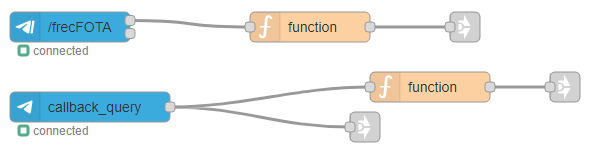 /frecFOTA
function
connected
function
callback_query
connected